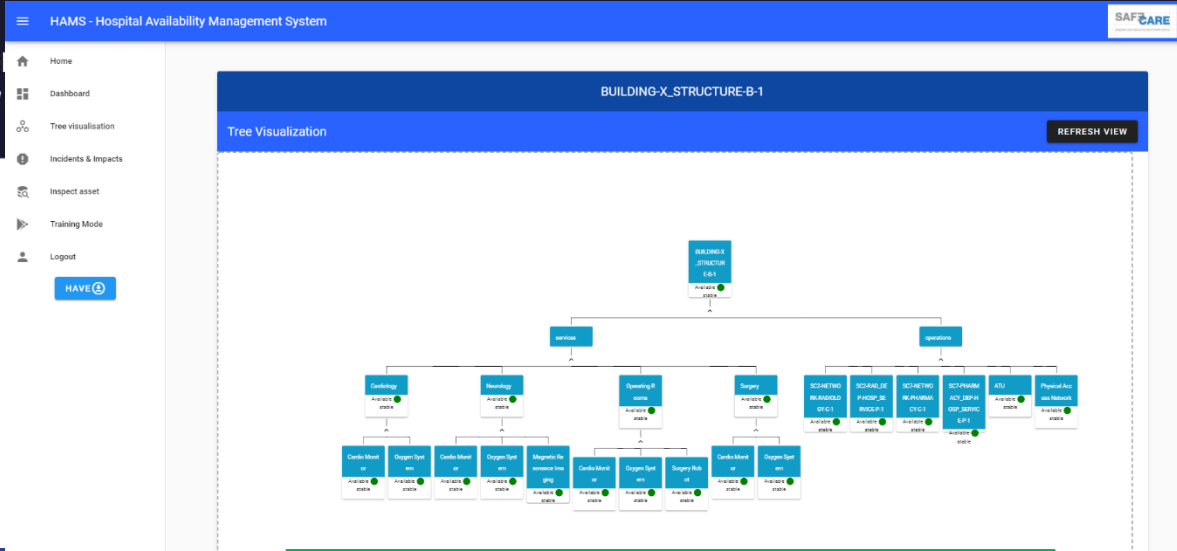 HAMS - Hospital Availability Management System
SAFECARE
Home
Dashboard
Tree visualisation
Incidents & Impacts
Inspect asset
Training Mode
Logout
HAVE
BUILDING-X_STRUCTURE-B-1
Tree Visualization
REFRESH VIEW
BUILDING-X
_STRUCTUR
E-B-1
Available
stable
services
operations
Cardiology
Available
stable
Neurology
Available
stable
Operating R
ooms
Available
stable
Surgery
Available
stable
SC7-NETWO
RK-RADIOLO
GY-C-1
Available
stable
SC2-RAD_DE
P-HOSP_SE
RVICE-P-1
Available
stable
SC7-NETWO
RK-PHARMA
CY-C-1
Available
stable
SC7-PHARM
ACY_DEP-H
OSP_SERVIC
E-P-1
Available
stable
ATU
Available
stable
Physical Acc
ess Network
Available
stable
Cardio Monit
or
Available
stable
Oxygen Syst
em
Available
stable
Cardio Monit
or
Available
stable
Oxygen Syst
em
Available
stable
Magnetic Re
sonance Ima
ging
Available
stable
Cardio Monit
or
Available
stable
Oxygen Syst
em
Available
stable
Surgery Rob
ot
Available
stable
Cardio Monit
or
Available
stable
Oxygen Syst
em
Available
stable